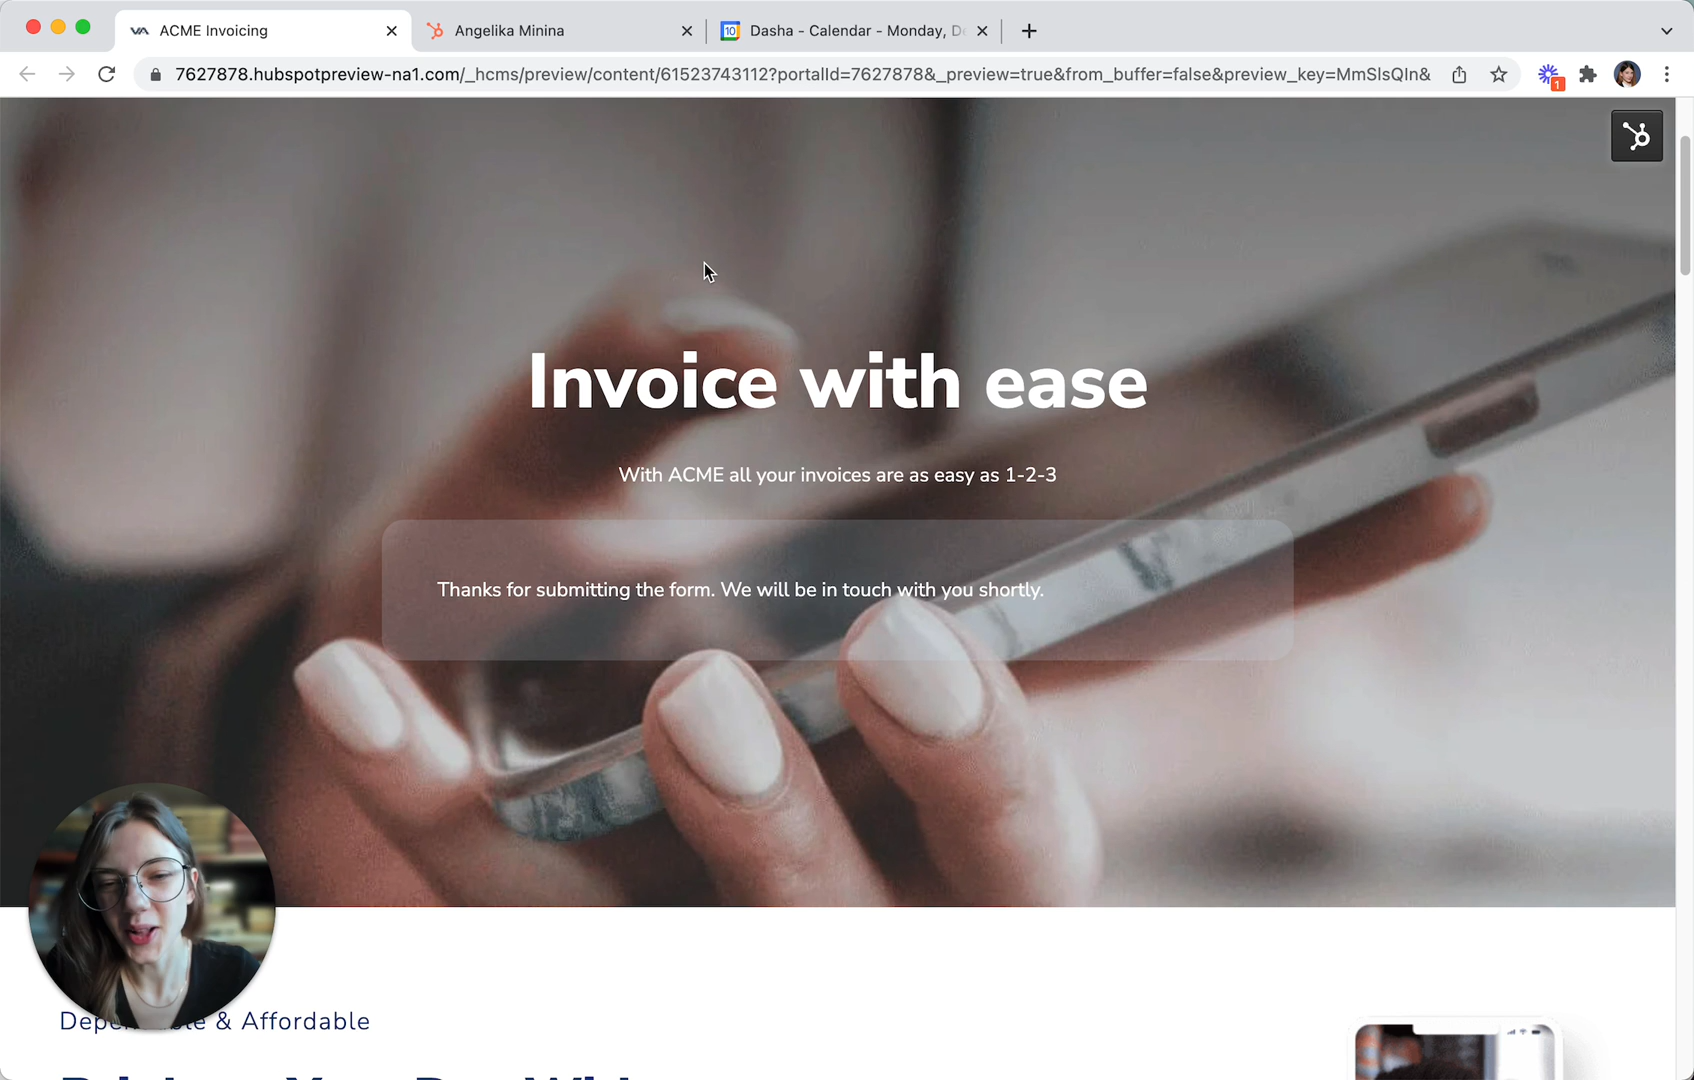 ACME Invoicing
Angelika Minina
Dasha - Calendar - Monday, D
7627878.hubspotpreview-na1.com/_hcms/preview/content/61523743112?portalId=7627878&_preview=true&from_buffer=false&preview_key=MmSlsQln&
1
Invoice with ease
With ACME all your invoices are as easy as 1-2-3
Thanks for submitting the form. We will be in touch with you shortly.
& Affordable